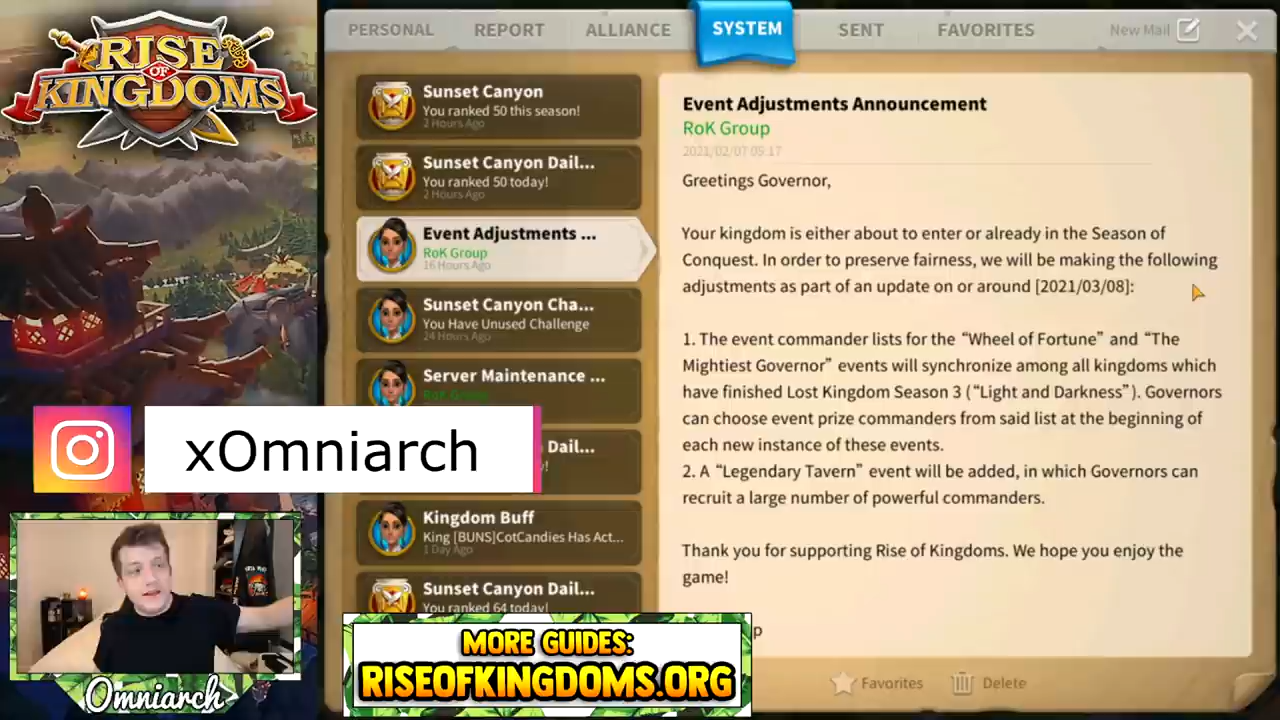 RISE
OF
KINGDOMS
PERSONAL
REPORT
ALLIANCE
SYSTEM
SENT
FAVORITES
New Mail
Sunset Canyon
You ranked 50 this season!
2 Hours Ago
Sunset Canyon Dail...
You ranked 50 today!
2 Hours Ago
Event Adjustments ...
RoK Group
16 Hours Ago
Sunset Canyon Cha...
You Have Unused Challenge
24 Hours Ago
Server Maintenance ...
RoK Group
Dail...
y!
Kingdom Buff
King [BUNS]CotCandies Has Act...
1 Day Ago
Sunset Canyon Dail...
You ranked 64 today!
Event Adjustments Announcement
RoK Group
2021/02/07 05:17
Greetings Governor,
Your kingdom is either about to enter or already in the Season of
Conquest. In order to preserve fairness, we will be making the following
adjustments as part of an update on or around [2021/03/08]:
1. The event commander lists for the “Wheel of Fortune” and “The
Mightiest Governor” events will synchronize among all kingdoms which
have finished Lost Kingdom Season 3 (“Light and Darkness”). Governors
can choose event prize commanders from said list at the beginning of
each new instance of these events.
2. A “Legendary Tavern” event will be added, in which Governors can
recruit a large number of powerful commanders.
Thank you for supporting Rise of Kingdoms. We hope you enjoy the
game!
p
Favorites
Delete
xOmniarch
Omniarch
MORE GUIDES:
RISEOFKINGDOMS.ORG